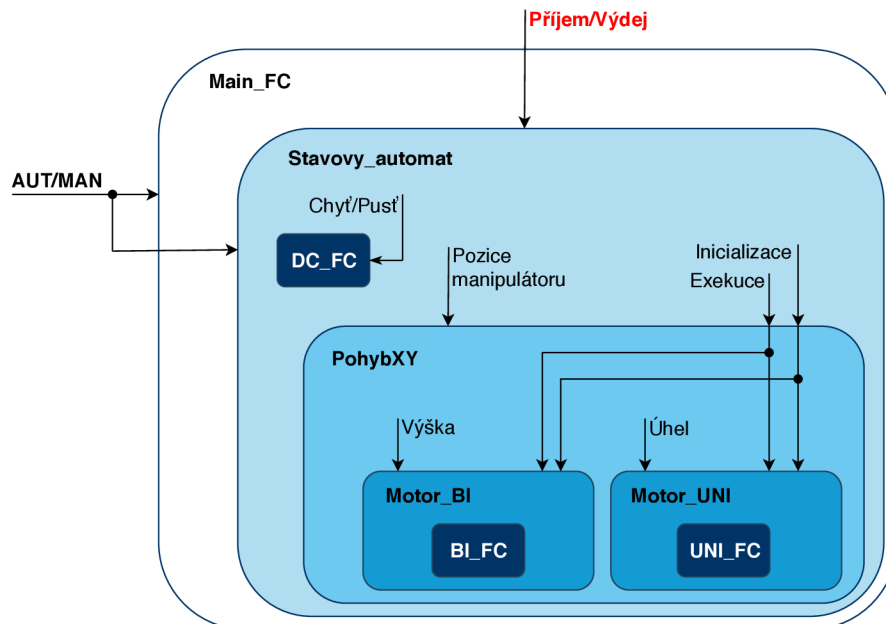 Příjem/Výdej
Main_FC
Stavovy_automat
AUT/MAN
Chyť/Pusť
DC_FC
Pozice
manipulátoru
Inicializace
Exekuce
PohybXY
Výška
Úhel
Motor_BI
Motor_UNI
BI_FC
UNI_FC